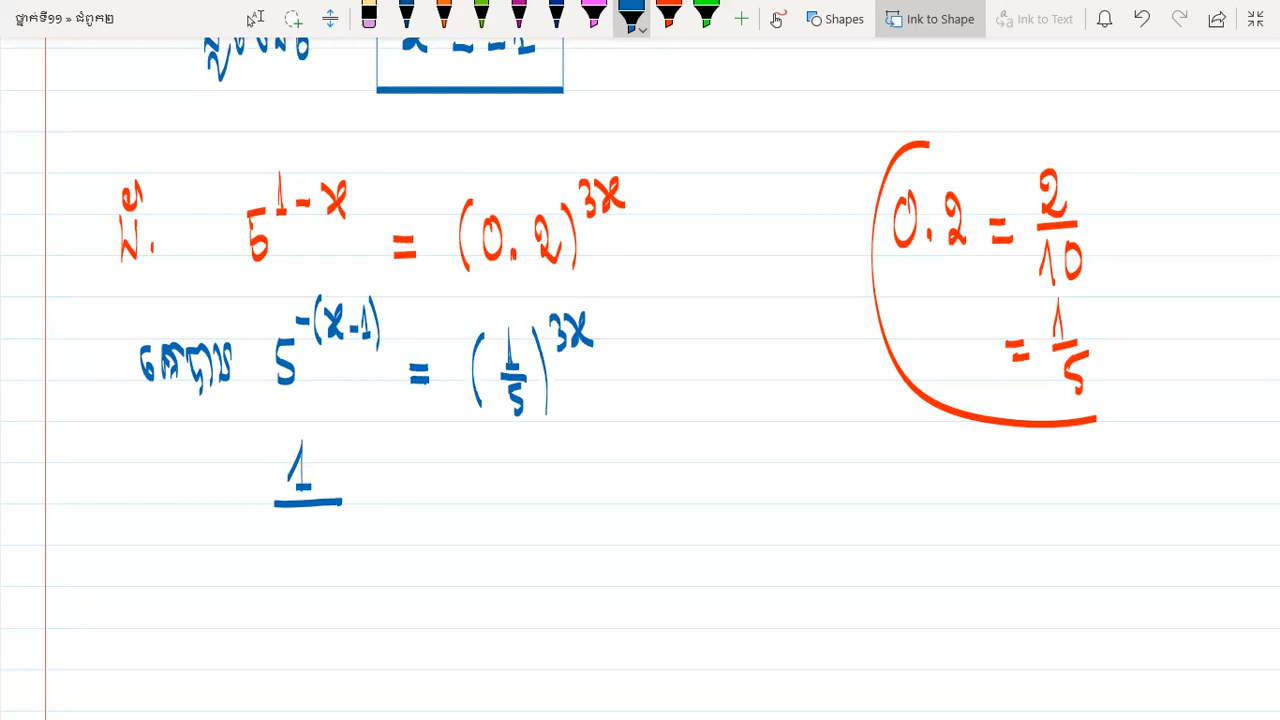 ថ្នាក់ទី១១ » ជំពូក២
Shapes
Ink to Shape
Ink to Text
x = -1
5^{1-x} = (0.2)^{3x}
គេបាន 5^{-(x-1)} = (1/5)^{3x}
1
0.2 = 2/10
= 1/5